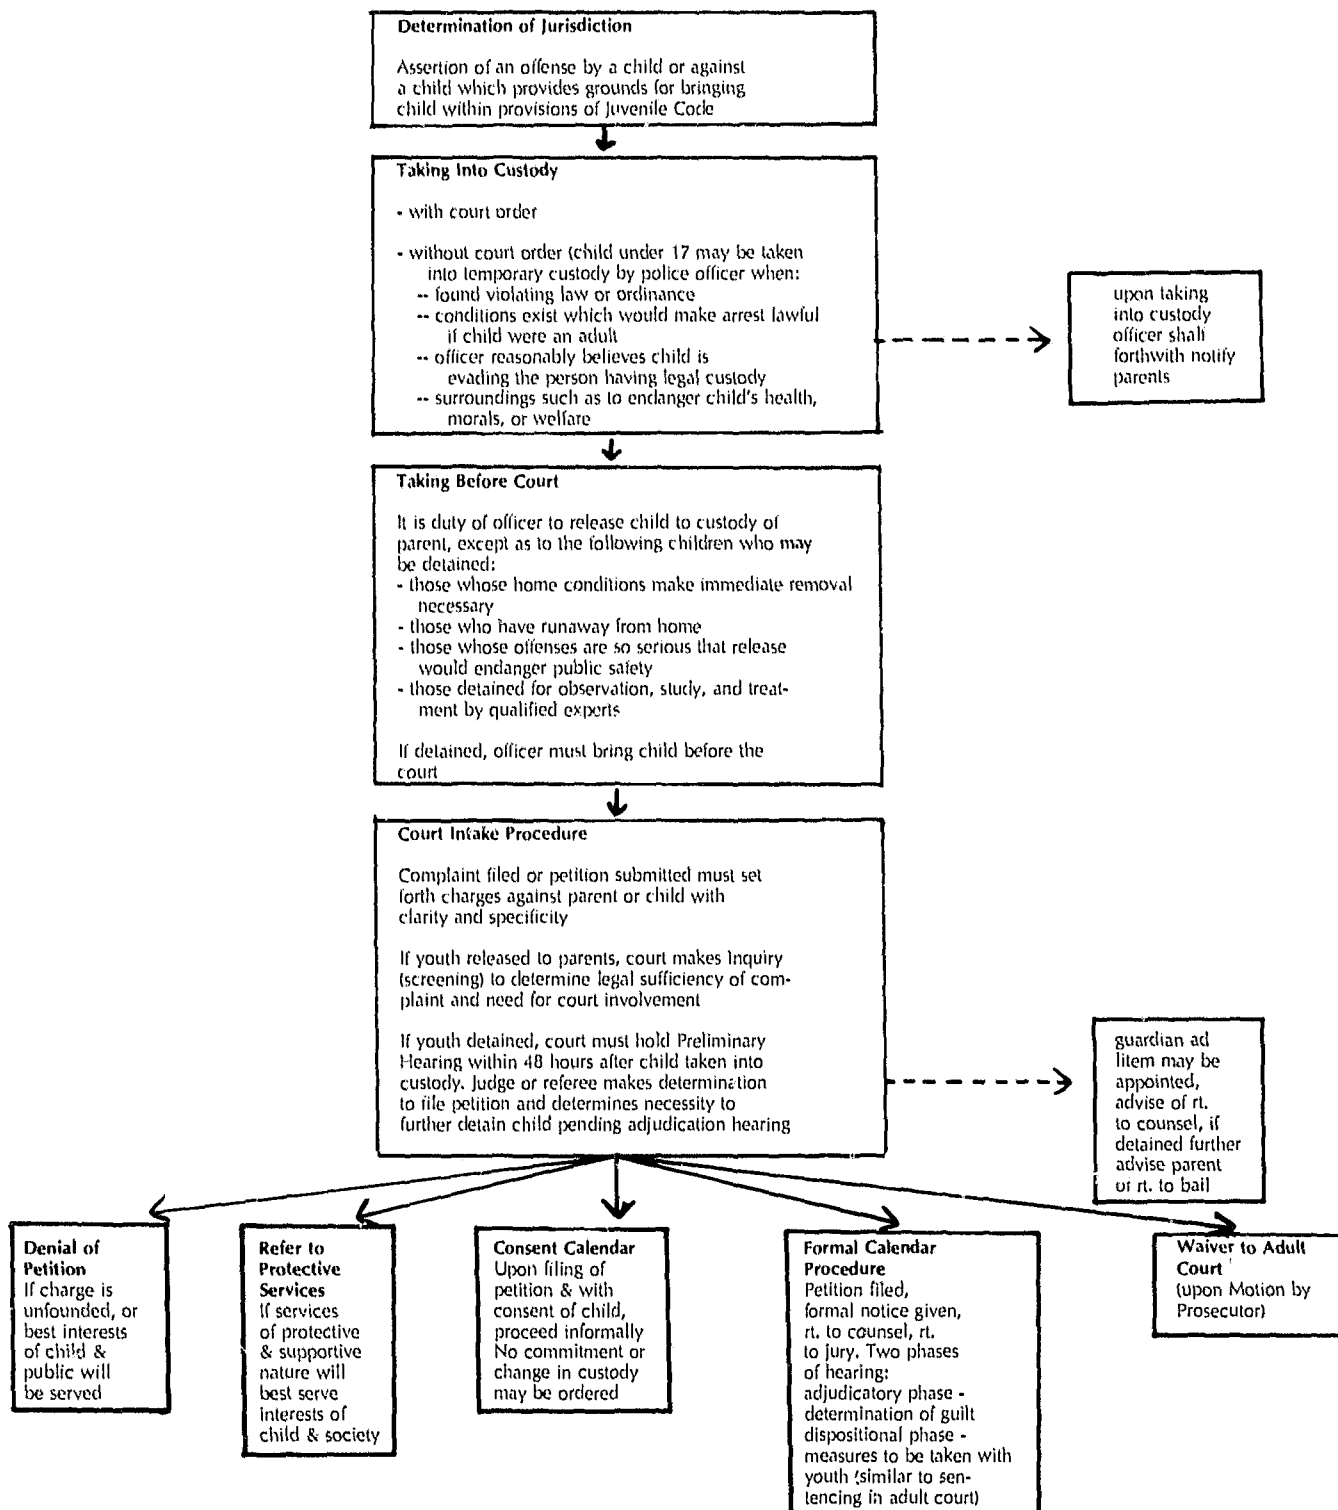 Determination of Jurisdiction
Assertion of an offense by a child or against
a child which provides grounds for bringing
child within provisions of Juvenile Code
Taking Into Custody
- with court order
- without court order (child under 17 may be taken
into temporary custody by police officer when:
-- found violating law or ordinance
-- conditions exist which would make arrest lawful
if child were an adult
-- officer reasonably believes child is
evading the person having legal custody
-- surroundings such as to endanger child's health,
morals, or welfare
upon taking
into custody
officer shall
forthwith notify
parents
Taking Before Court
It is duty of officer to release child to custody of
parent, except as to the following children who may
be detained:
- those whose home conditions make immediate removal
necessary
- those who have runaway from home
- those whose offenses are so serious that release
would endanger public safety
- those detained for observation, study, and treat-
ment by qualified experts
If detained, officer must bring child before the
court
Court Intake Procedure
Complaint filed or petition submitted must set
forth charges against parent or child with
clarity and specificity
If youth released to parents, court makes Inquiry
(screening) to determine legal sufficiency of com-
plaint and need for court involvement
If youth detained, court must hold Preliminary
Hearing within 48 hours after child taken into
custody. Judge or referee makes determination
to file petition and determines necessity to
further detain child pending adjudication hearing
guardian ad
litem may be
appointed,
advise of rt.
to counsel, if
detained further
advise parent
of rt. to bail
Denial of
Petition
If charge is
unfounded, or
best interests
of child &
public will
be served
Refer to
Protective
Services
If services
of protective
& supportive
nature will
best serve
interests of
child & society
Consent Calendar
Upon filing of
petition & with
consent of child,
proceed informally
No commitment or
change in custody
may be ordered
Formal Calendar
Procedure
Petition filed,
formal notice given,
rt. to counsel, rt.
to jury. Two phases
of hearing:
adjudicatory phase -
determination of guilt
dispositional phase -
measures to be taken with
youth (similar to sen-
tencing in adult court)
Waiver to Adult
Court
(upon Motion by
Prosecutor)